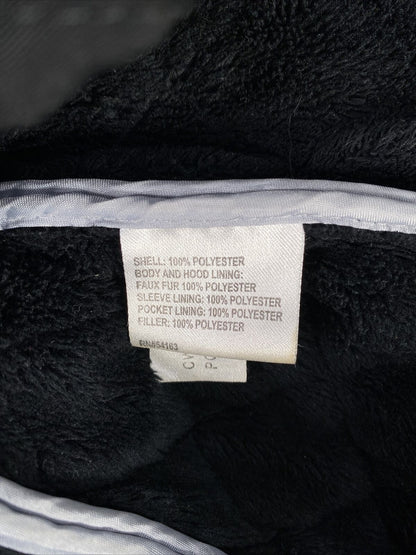 SHELL: 100% POLYESTER
BODY AND HOOD LINING:
FAUX FUR 100% POLYESTER
SLEEVE LINING: 100% POLYESTER
POCKET LINING: 100% POLYESTER
FILLER: 100% POLYESTER
RN#54163